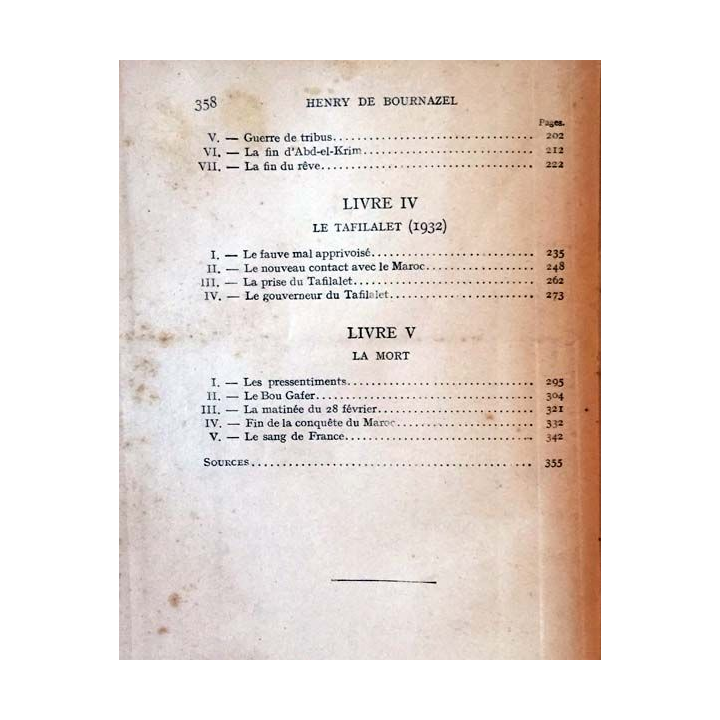 358 HENRY DE BOURNAZEL
Pages.
V. — Guerre de tribus........................ 202
VI. — La fin d'Abd-el-Krim........................ 212
VII. — La fin du rêve........................ 222
LIVRE IV
LE TAFILALET (1932)
I. — Le fauve mal apprivoisé........................ 235
II. — Le nouveau contact avec le Maroc........................ 248
III. — La prise du Tafilalet........................ 262
IV. — Le gouverneur du Tafilalet........................ 273
LIVRE V
LA MORT
I. — Les pressentiments........................ 295
II. — Le Bou Gafer........................ 304
III. — La matinée du 28 février........................ 321
IV. — Fin de la conquête du Maroc........................ 332
V. — Le sang de France........................ 342
SOURCES........................ 355